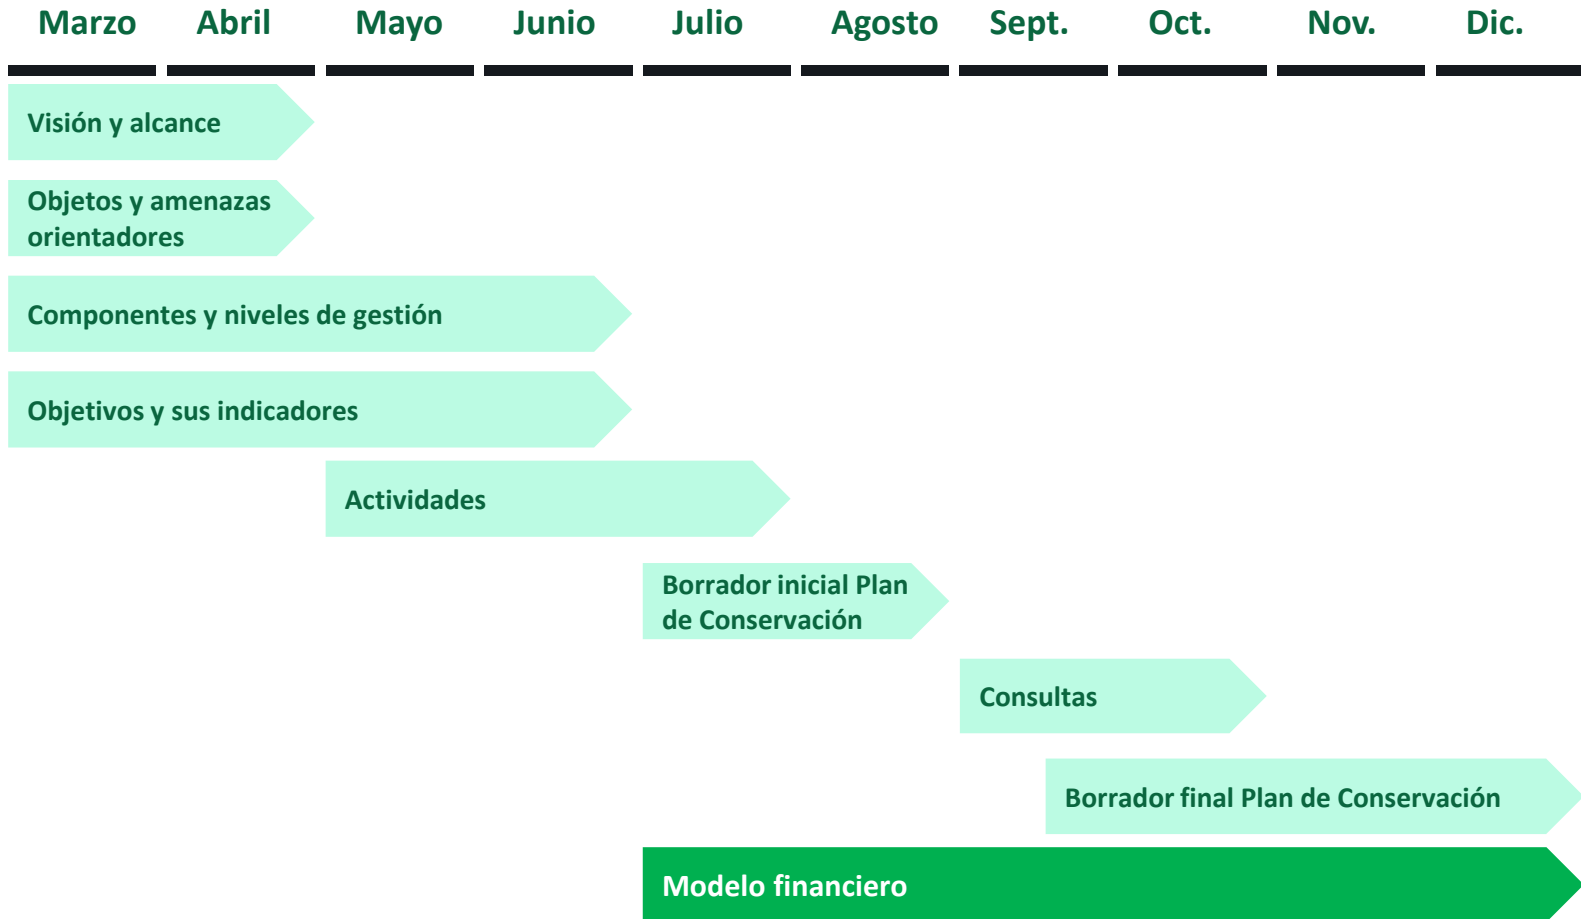 Marzo Abril Mayo Junio Julio Agosto Sept. Oct. Nov. Dic.
Visión y alcance
Objetos y amenazas
orientadores
Componentes y niveles de gestión
Objetivos y sus indicadores
Actividades
Borrador inicial Plan
de Conservación
Consultas
Borrador final Plan de Conservación
Modelo financiero